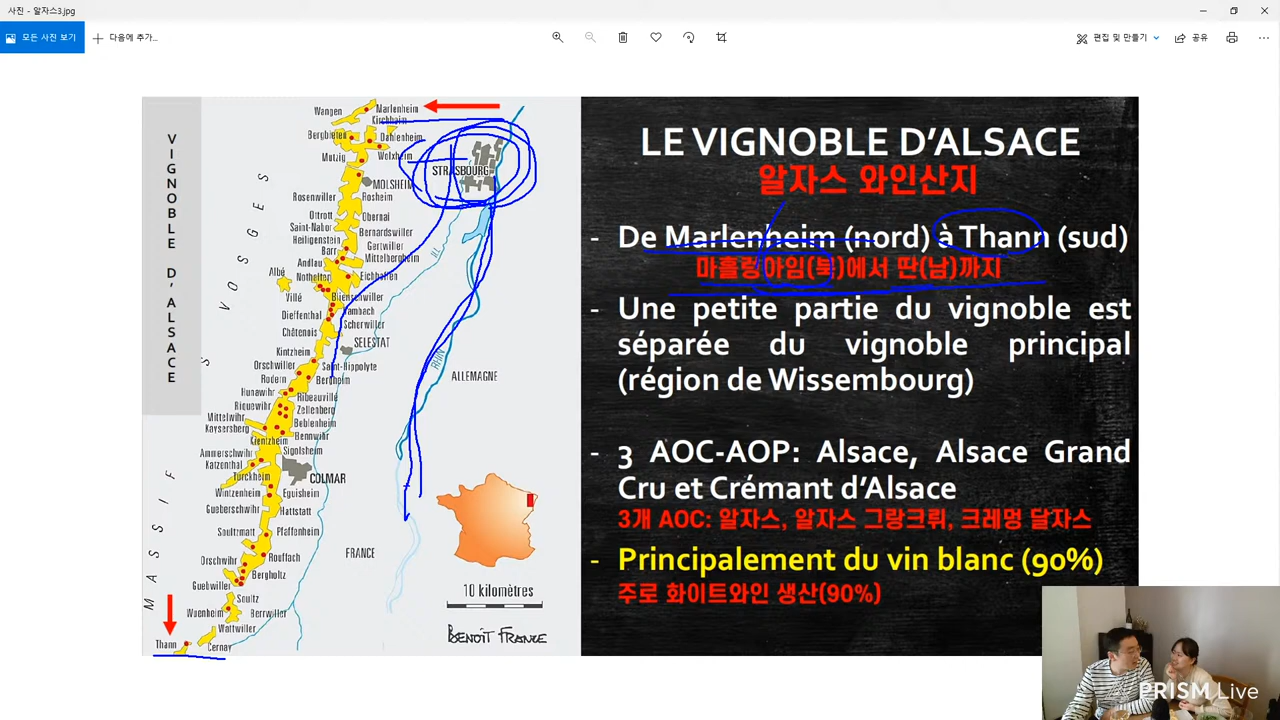 사진 - 알자스3.jpg
모든 사진 보기
다음에 추가...
편집 및 만들기
공유
VIGNOBLE D'ALSACE
MASSIF
VOSGES
Wangen
Marlenheim
Kirchheim
Bergbieten
Dahlenheim
Mutzig
Wolxheim
STRASBOURG
MOLSHEIM
Rosenwiller
Rosheim
Ottrott
Obernai
Saint-Nabor
Bernardswiller
Heiligenstein
Gertwiller
Barr
Mittelbergheim
Andlau
Albé
Nothalten
Eichhoffen
Villé
Blienschwiller
Dambach
Dieffenthal
Scherwiller
Châtenois
SELESTAT
Kintzheim
Orschwiller
Saint-Hippolyte
Rodern
Bergheim
ALLEMAGNE
Hunawihr
Ribeauville
Riquewihr
Zellenberg
Mittelwihr
Beblenheim
Kaysersberg
Bennwihr
Kientzheim
Sigolsheim
Ammerschwihr
Katzenthal
Turckheim
COLMAR
Wintzenheim
Eguisheim
Gueberschwihr
Hattstatt
Soultzmatt
Pfaffenheim
FRANCE
Orschwihr
Rouffach
Bergholtz
Guebwiller
Soultz
Wuenheim
Berrwiller
Wattwiller
Thann
Cernay
RHIN
10 kilomètres
BENOÎT FRANCE
LE VIGNOBLE D'ALSACE
알자스 와인산지
- De Marlenheim (nord) à Thann (sud)
마흘렁아임(북)에서 딴(남)까지
- Une petite partie du vignoble est
séparée du vignoble principal
(région de Wissembourg)
- 3 AOC-AOP: Alsace, Alsace Grand
Cru et Crémant d'Alsace
3개 AOC: 알자스, 알자스 그랑크뤼, 크레멍 달자스
- Principalement du vin blanc (90%)
주로 화이트와인 생산(90%)
PRISM Live